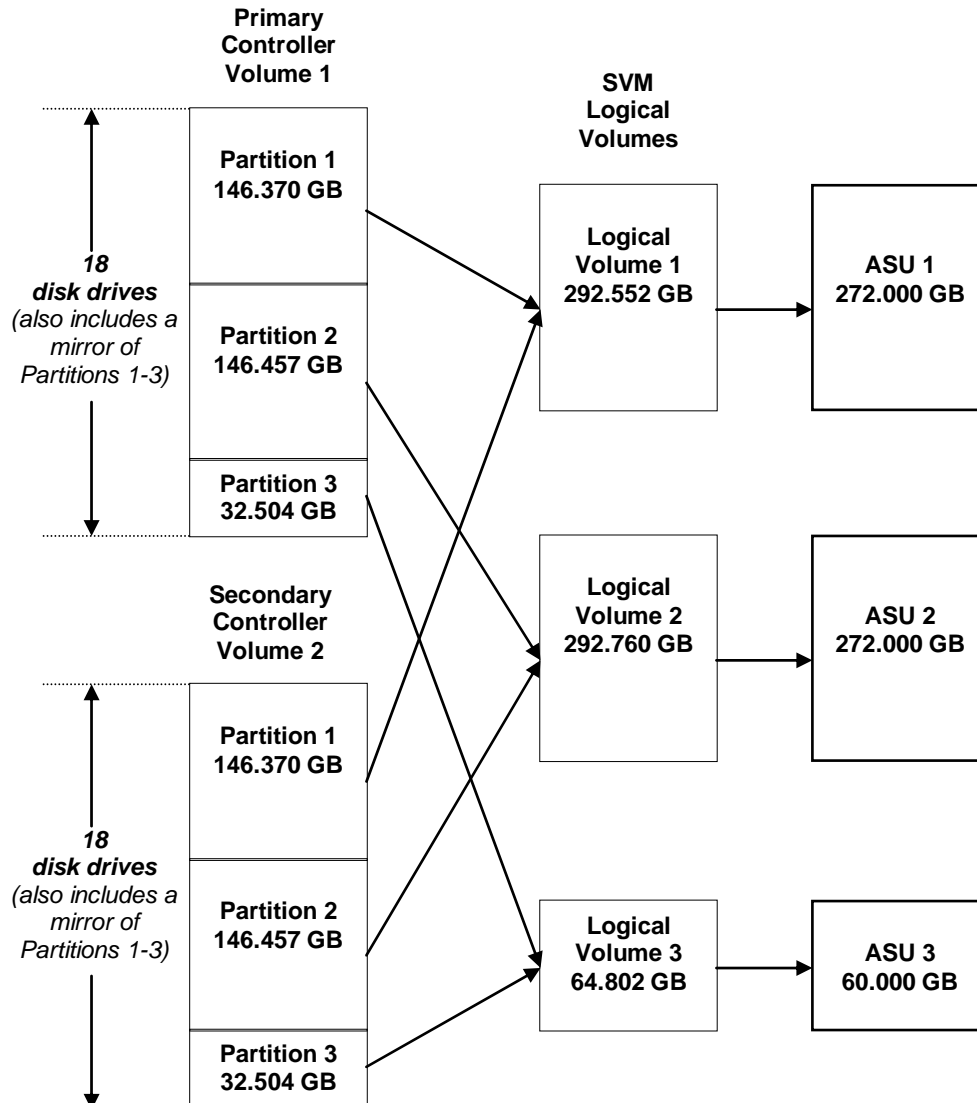 Primary
Controller
Volume 1
18
disk drives
(also includes a
mirror of
Partitions 1-3)
Partition 1
146.370 GB
Partition 2
146.457 GB
Partition 3
32.504 GB
Secondary
Controller
Volume 2
18
disk drives
(also includes a
mirror of
Partitions 1-3)
Partition 1
146.370 GB
Partition 2
146.457 GB
Partition 3
32.504 GB
SVM
Logical
Volumes
Logical
Volume 1
292.552 GB
Logical
Volume 2
292.760 GB
Logical
Volume 3
64.802 GB
ASU 1
272.000 GB
ASU 2
272.000 GB
ASU 3
60.000 GB